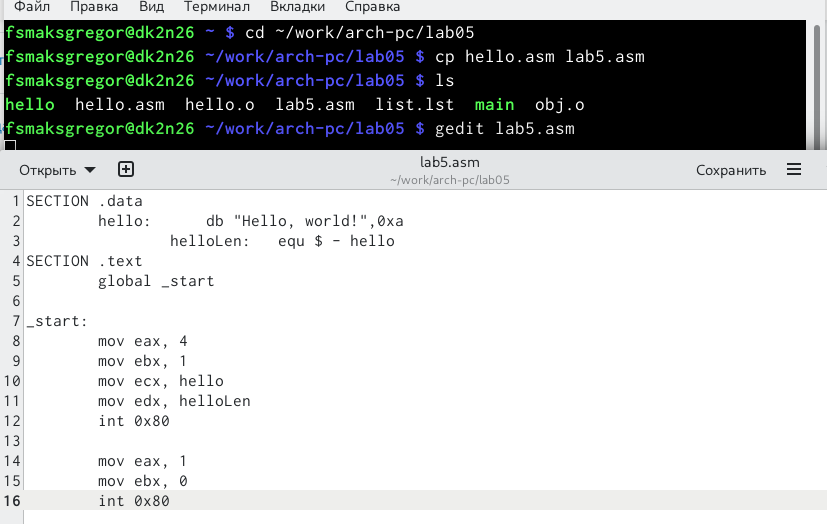 Файл Правка Вид Терминал Вкладки Справка
fsmaksgregor@dk2n26 ~ $ cd ~/work/arch-pc/lab05
fsmaksgregor@dk2n26 ~/work/arch-pc/lab05 $ cp hello.asm lab5.asm
fsmaksgregor@dk2n26 ~/work/arch-pc/lab05 $ ls
hello hello.asm hello.o lab5.asm list.lst main obj.o
fsmaksgregor@dk2n26 ~/work/arch-pc/lab05 $ gedit lab5.asm
Открыть lab5.asm Сохранить
~/work/arch-pc/lab05
1 SECTION .data
2 hello: db "Hello, world!",0xa
3 helloLen: equ $ - hello
4 SECTION .text
5 global _start
6
7 _start:
8 mov eax, 4
9 mov ebx, 1
10 mov ecx, hello
11 mov edx, helloLen
12 int 0x80
13
14 mov eax, 1
15 mov ebx, 0
16 int 0x80